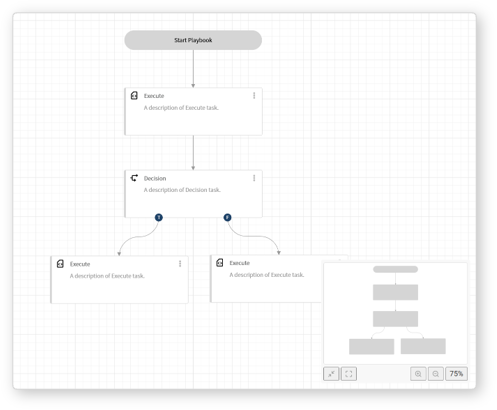 Start Playbook
Execute
A description of Execute task.
Decision
A description of Decision task.
T
F
Execute
A description of Execute task.
Execute
A description of Execute task.
75%